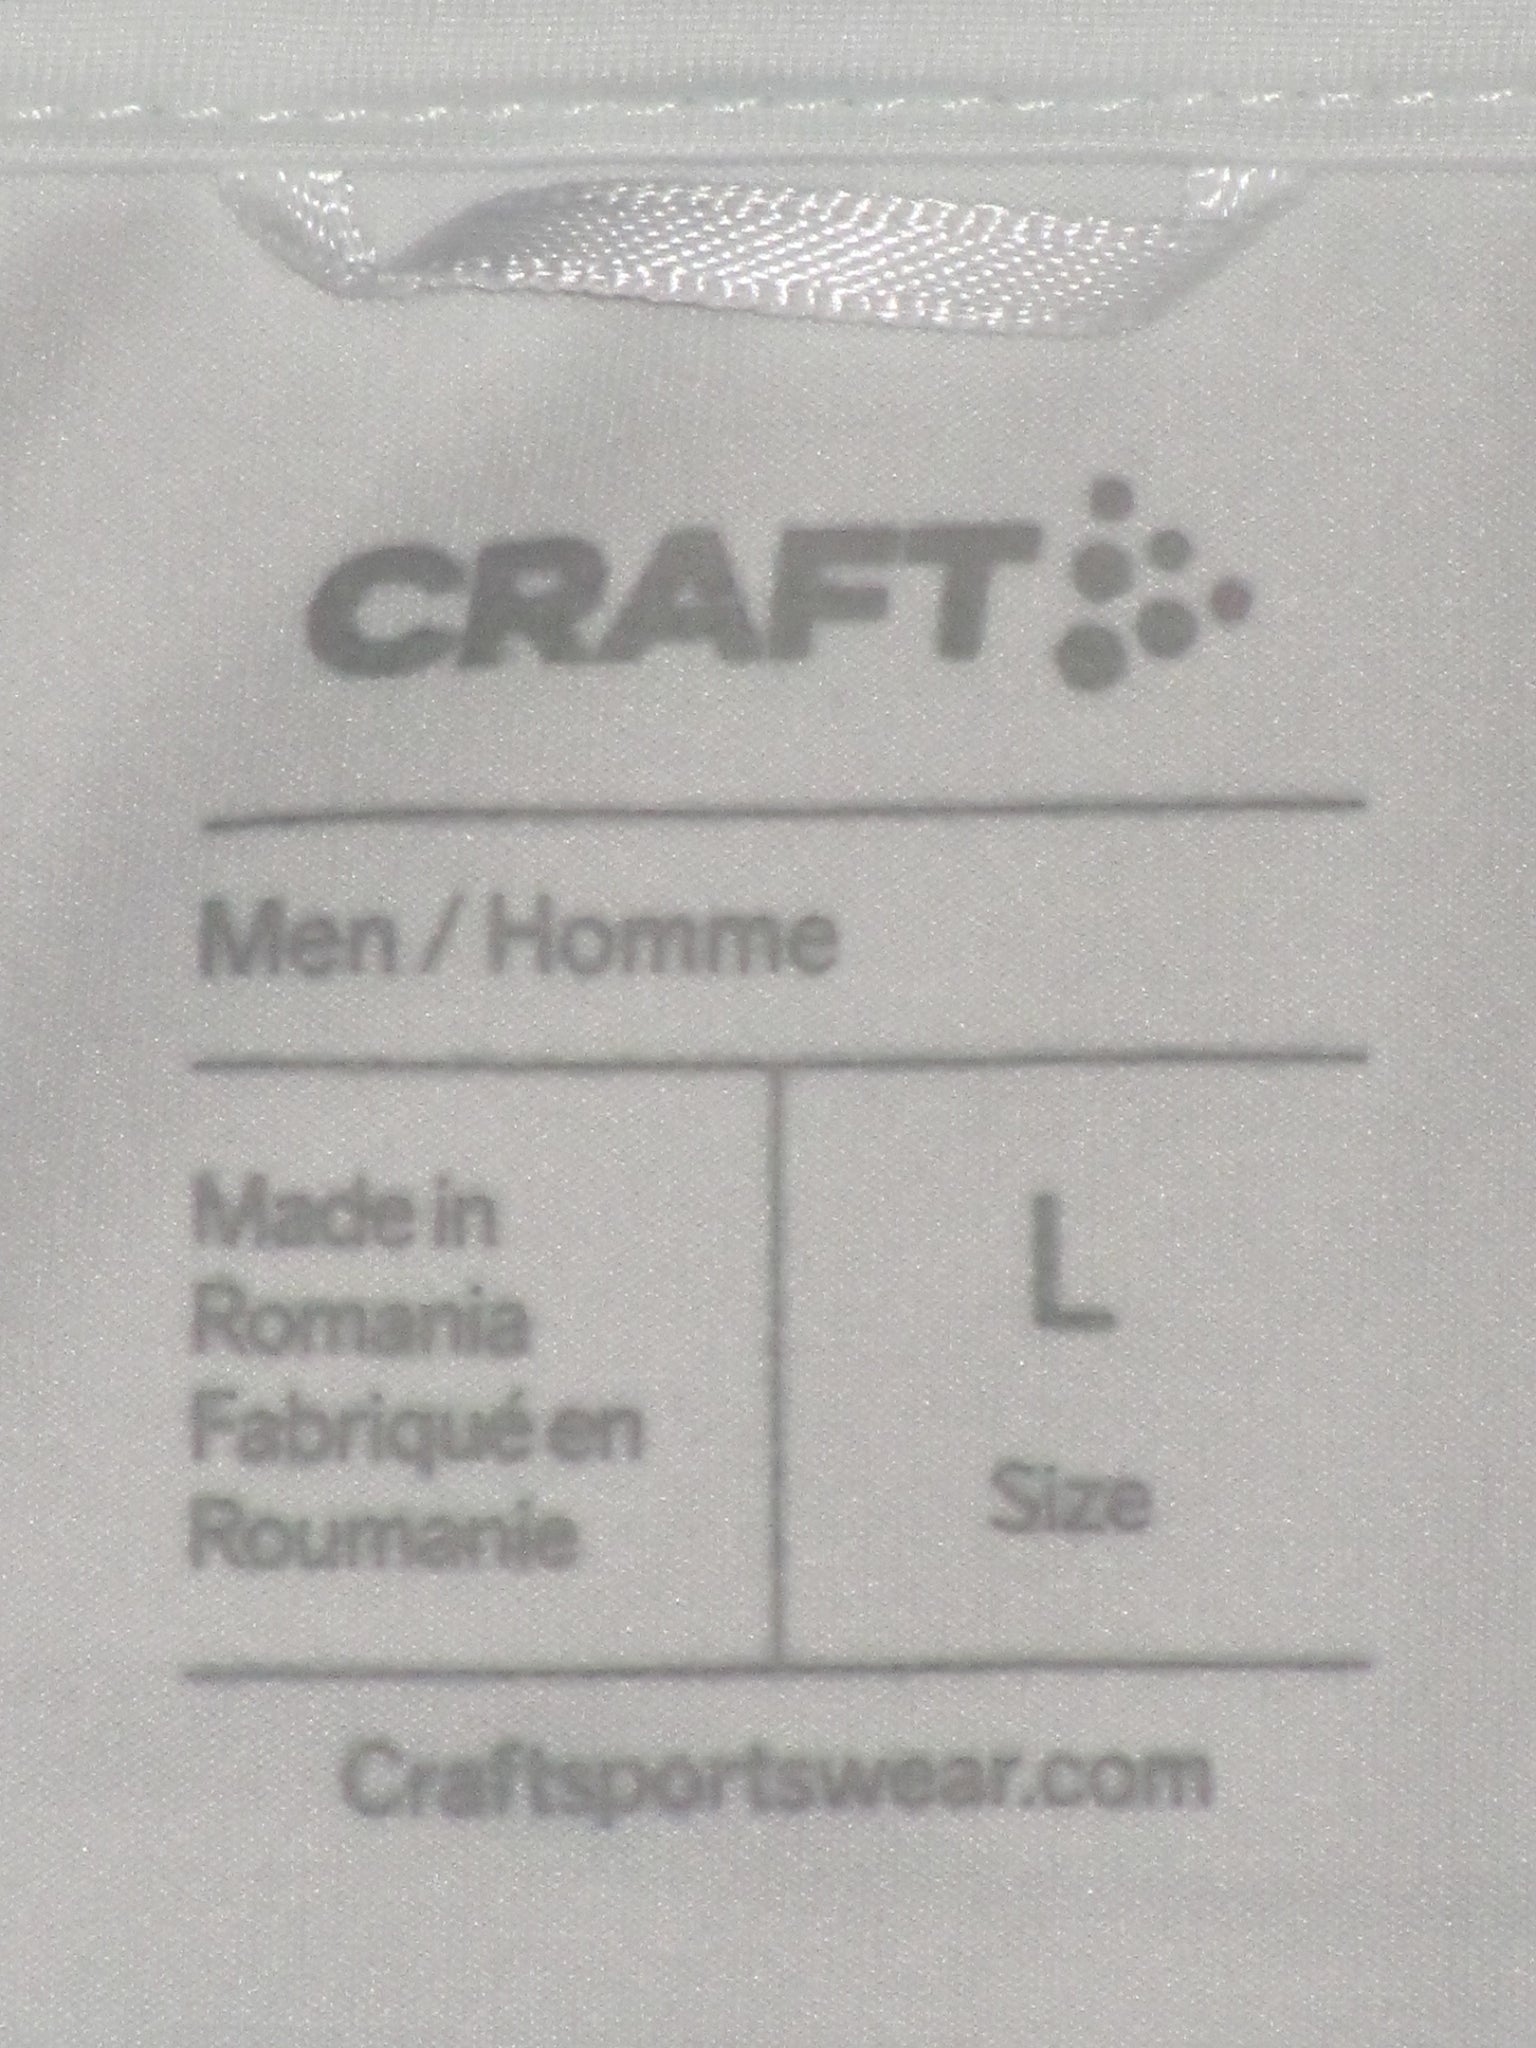 CRAFT
Men / Homme
Made in
Romania
Fabriqué en
Roumanie
L
Size
Craftsportswear.com